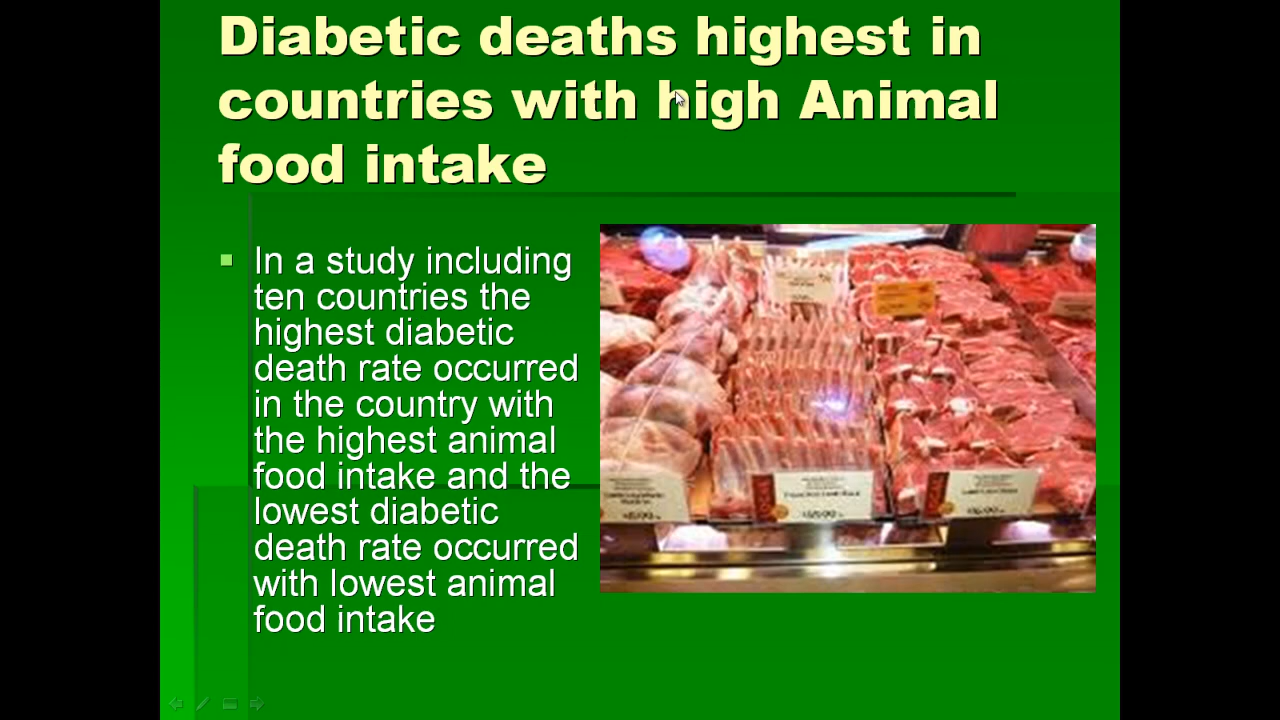 Diabetic deaths highest in
countries with high Animal
food intake
In a study including
ten countries the
highest diabetic
death rate occurred
in the country with
the highest animal
food intake and the
lowest diabetic
death rate occurred
with lowest animal
food intake